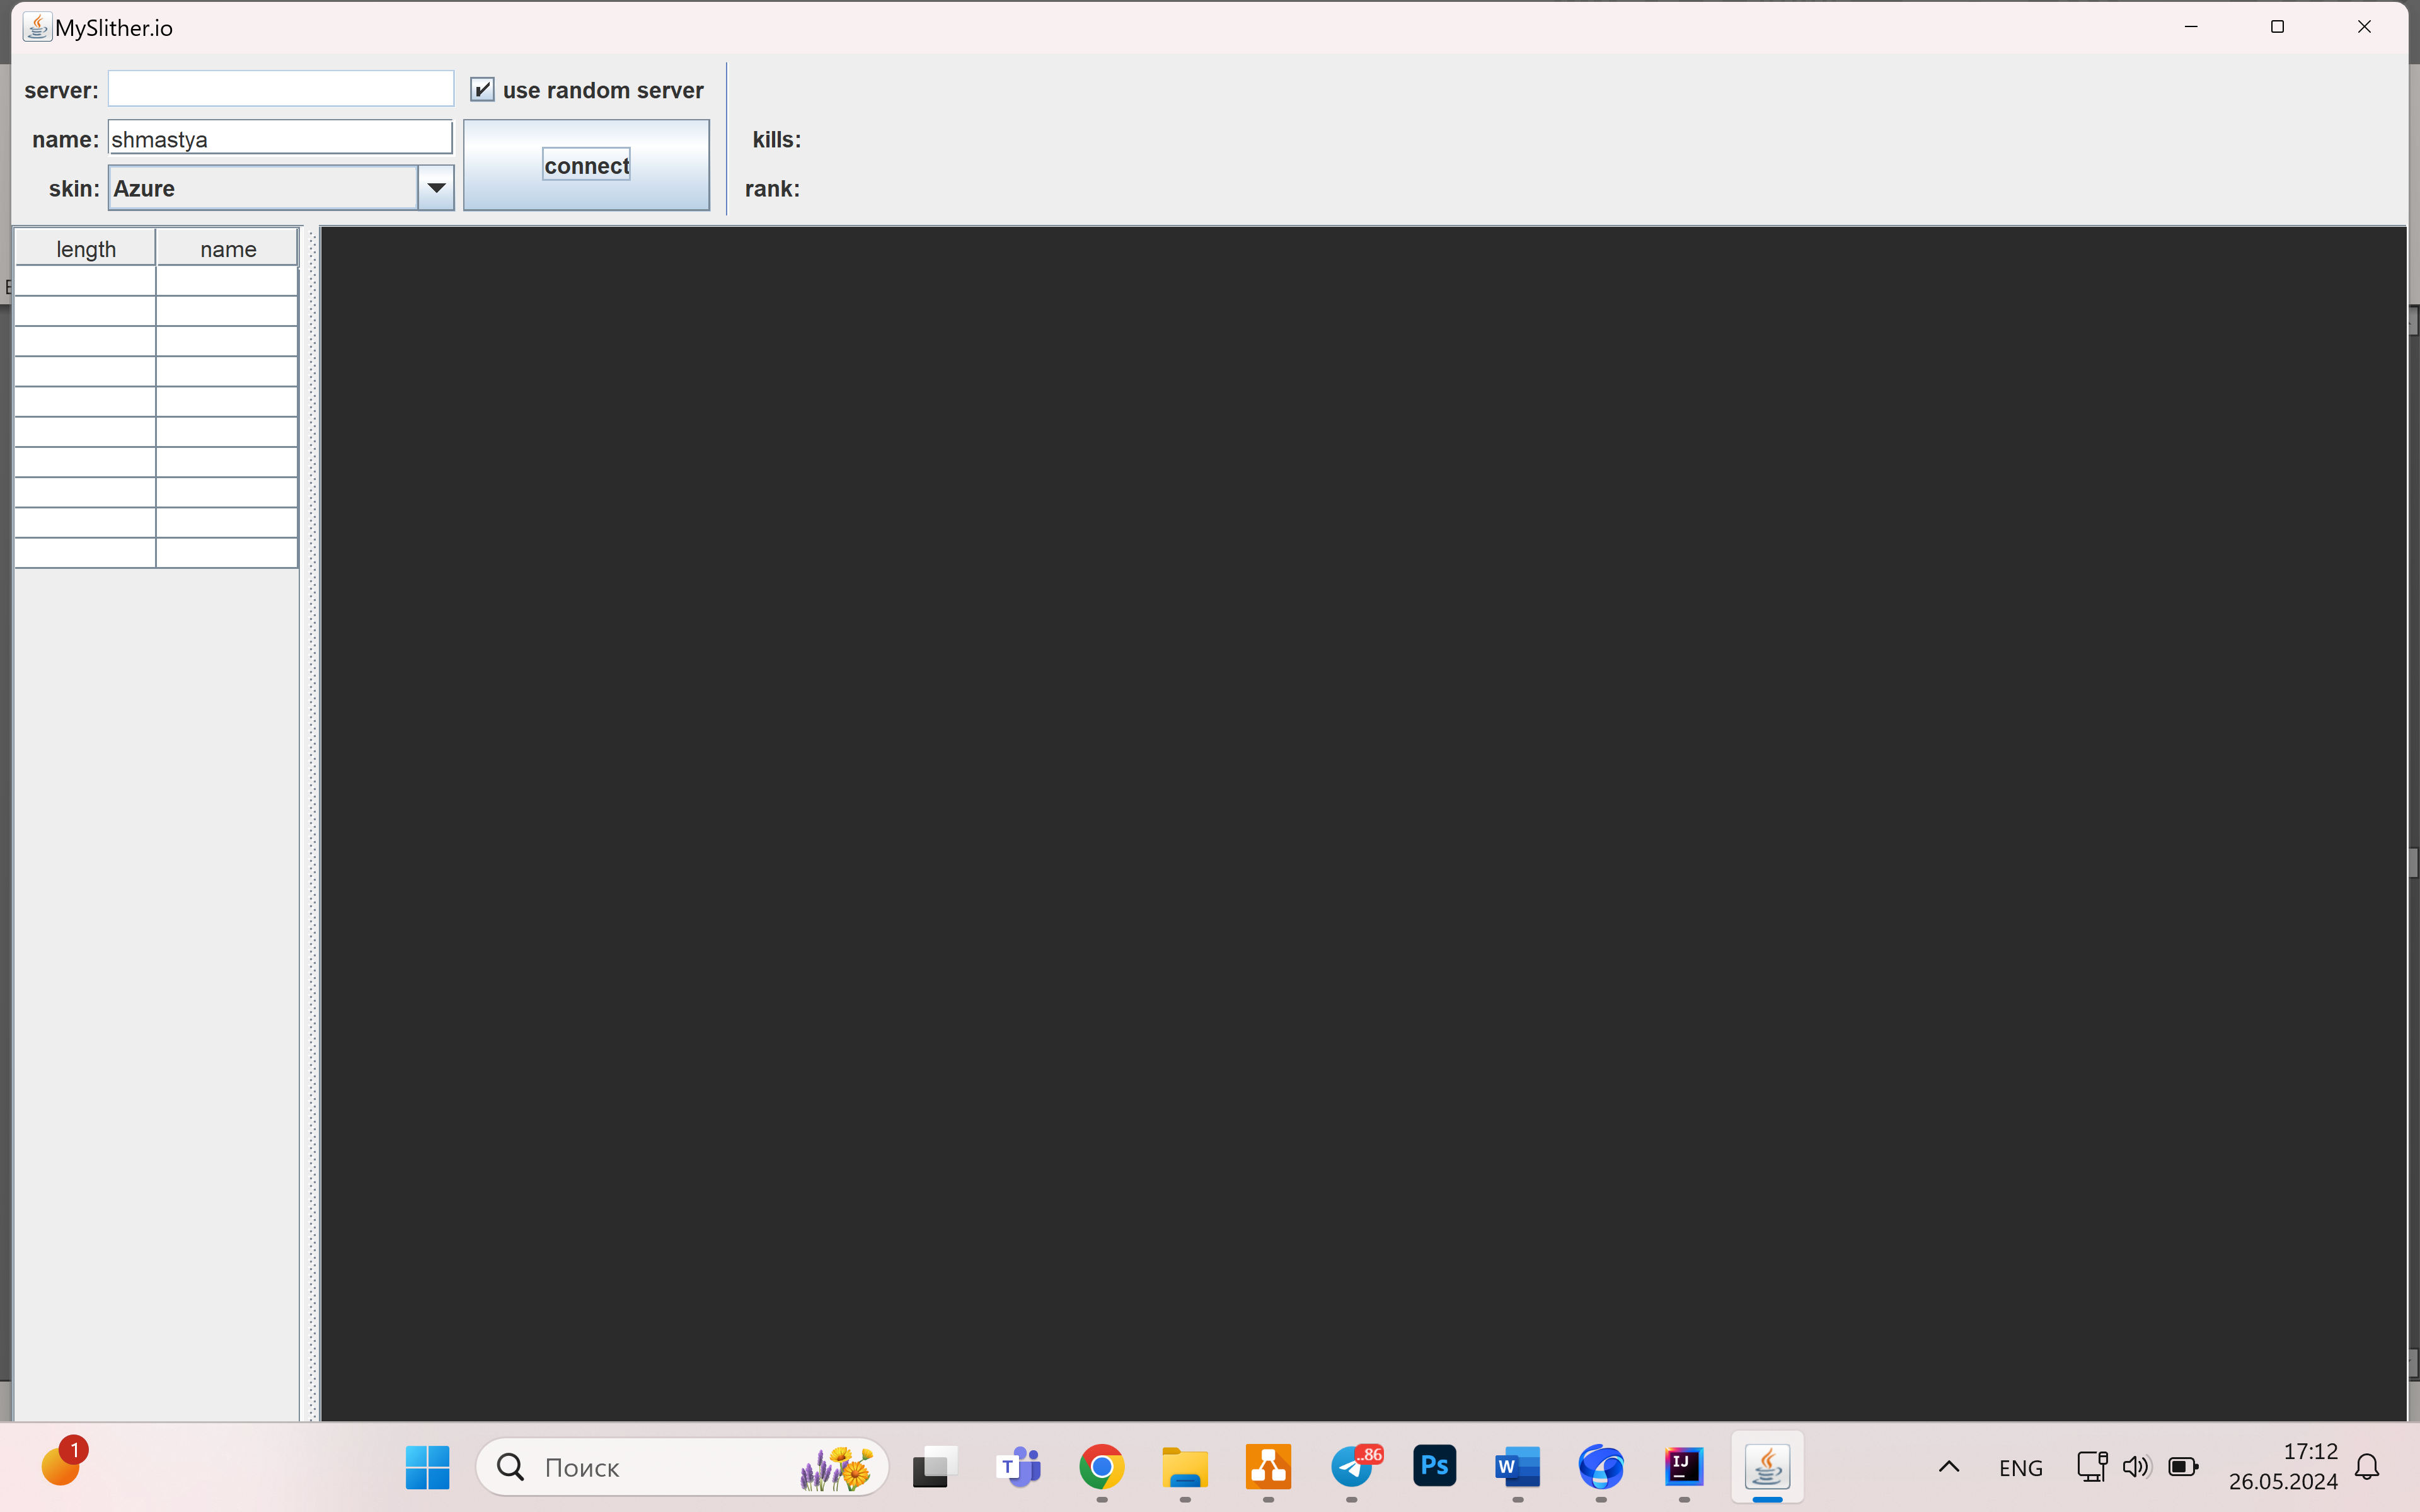 MySlither.io
server:
use random server
name: shmastya
connect
kills:
skin: Azure
rank:
length name
1
Поиск
T
..86
Ps
W
IJ
ENG
17:12
26.05.2024